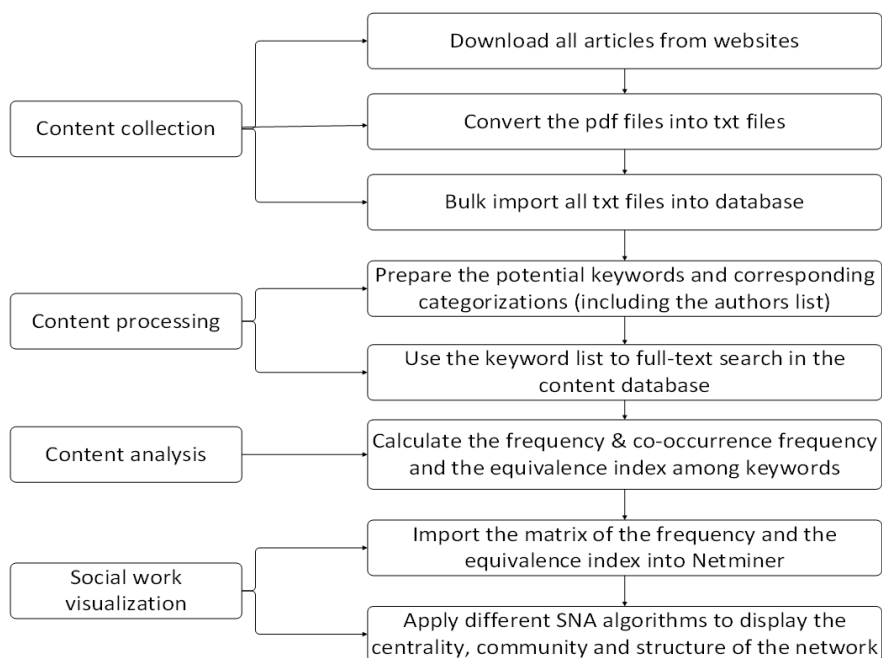 Download all articles from websites
Content collection
Convert the pdf files into txt files
Bulk import all txt files into database
Prepare the potential keywords and corresponding
categorizations (including the authors list)
Content processing
Use the keyword list to full-text search in the
content database
Content analysis
Calculate the frequency & co-occurrence frequency
and the equivalence index among keywords
Import the matrix of the frequency and the
equivalence index into Netminer
Social work
visualization
Apply different SNA algorithms to display the
centrality, community and structure of the network